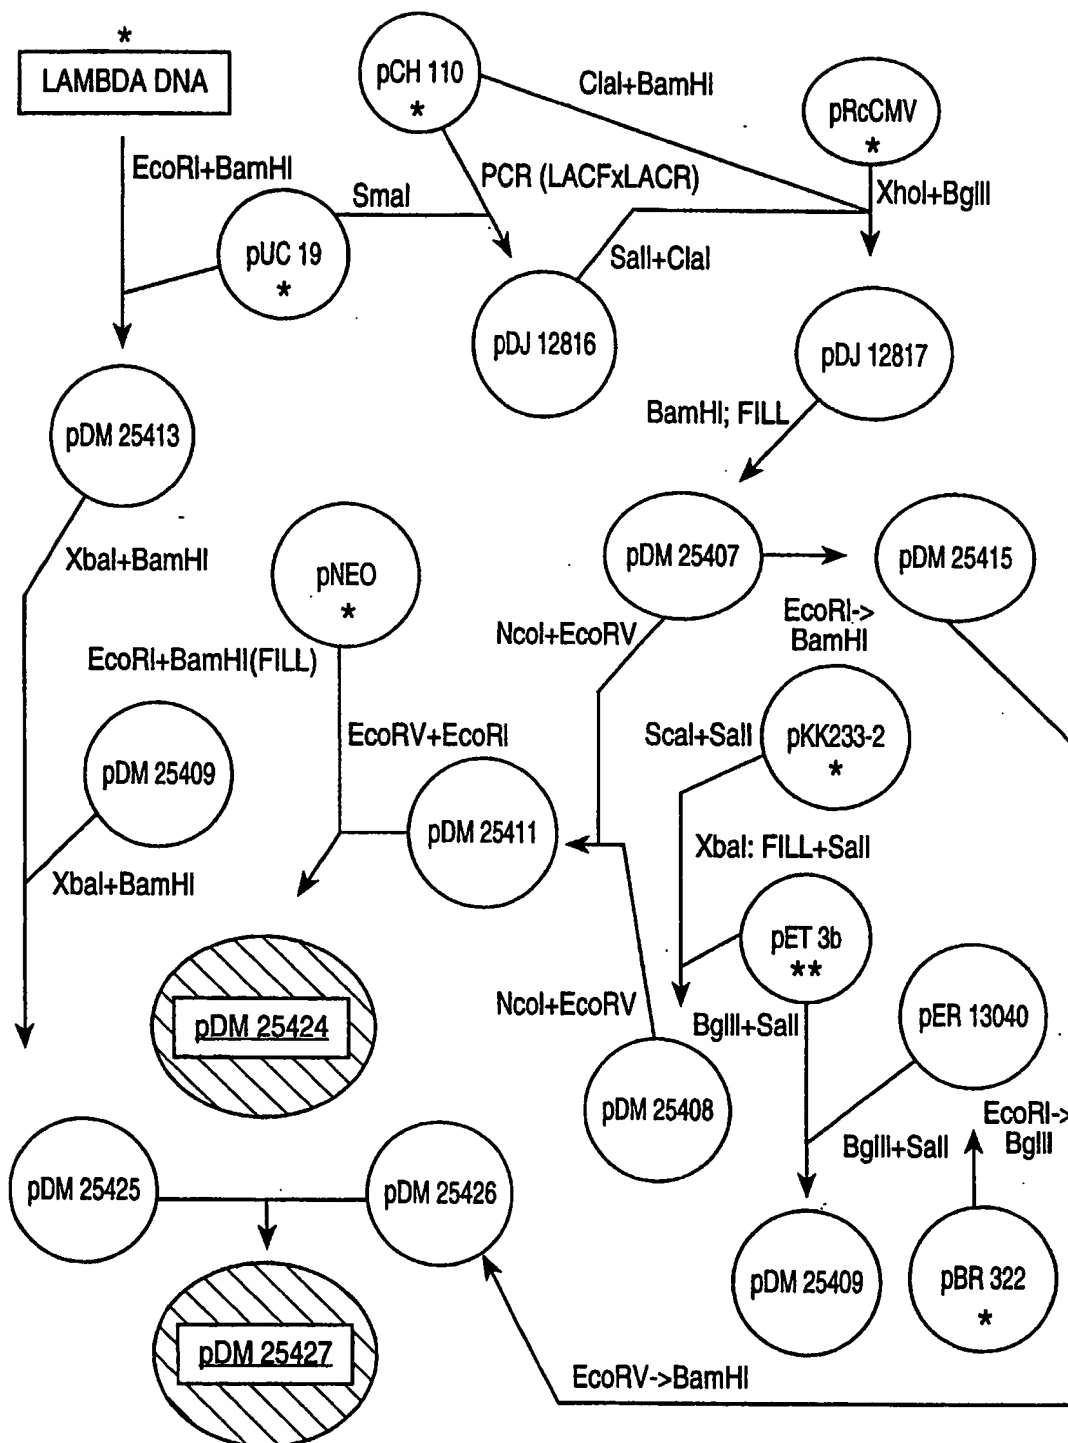 *
LAMBDA DNA
pCH 110
*
ClaI+BamHI
pRcCMV
*
EcoRI+BamHI
SmaI
PCR (LACFxLACR)
XhoI+BglII
pUC 19
*
SalI+ClaI
pDJ 12816
pDJ 12817
BamHI; FILL
pDM 25413
XbaI+BamHI
pNEO
*
pDM 25407
pDM 25415
NcoI+EcoRV
EcoRI->
BamHI
EcoRI+BamHI(FILL)
ScaI+SalI
pKK233-2
*
EcoRV+EcoRI
pDM 25409
pDM 25411
XbaI: FILL+SalI
XbaI+BamHI
pET 3b
**
NcoI+EcoRV
BglII+SalI
pER 13040
pDM 25424
pDM 25408
EcoRI->
BglII
BglII+SalI
pDM 25425
pDM 25426
pDM 25409
pBR 322
*
pDM 25427
EcoRV->BamHI